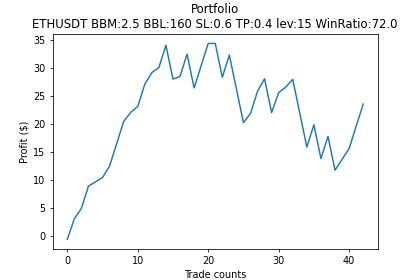 Portfolio
ETHUSDT BBM:2.5 BBL:160 SL:0.6 TP:0.4 lev:15 WinRatio:72.0
35
30
25
20
15
10
5
0
Profit ($)
0 10 20 30 40
Trade counts